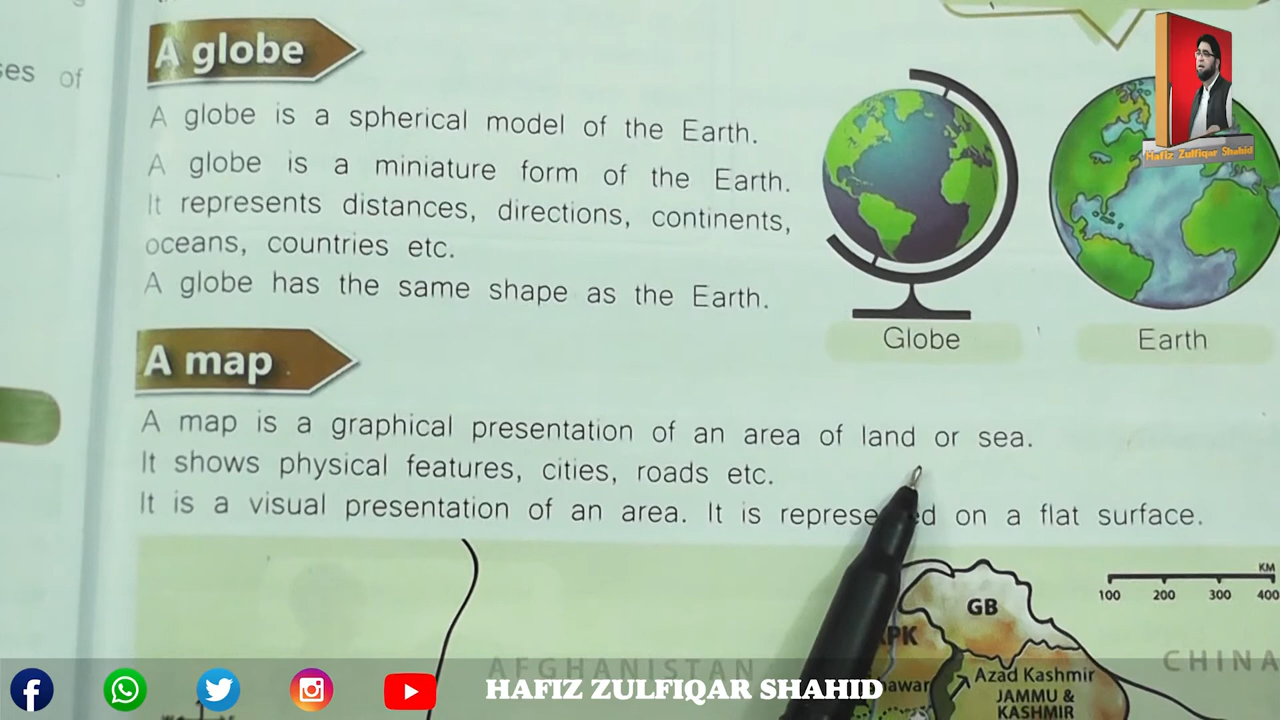 ses of
A globe
A globe is a spherical model of the Earth.
A globe is a miniature form of the Earth.
It represents distances, directions, continents,
oceans, countries etc.
A globe has the same shape as the Earth.
Hafiz Zulfiqar Shahid
Globe
Earth
A map
A map is a graphical presentation of an area of land or sea.
It shows physical features, cities, roads etc.
It is a visual presentation of an area. It is on a flat surface.
KM
100 200 300 400
GB
AFGHANISTAN
CHINA
Azad Kashmir
JAMMU &
KASHMIR
HAFIZ ZULFIQAR SHAHID